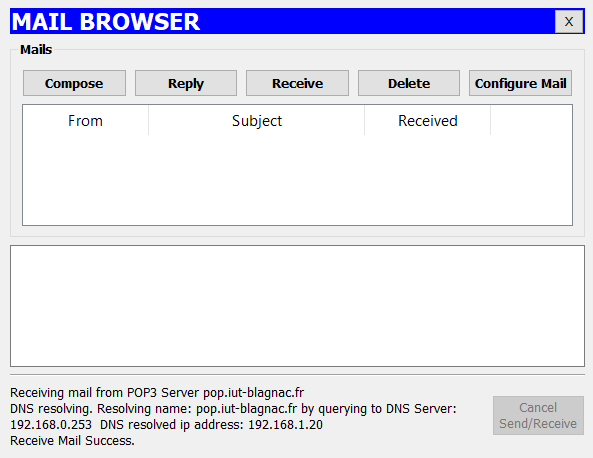 MAIL BROWSER X
Mails
Compose Reply Receive Delete Configure Mail
From Subject Received
Receiving mail from POP3 Server pop.iut-blagnac.fr
DNS resolving. Resolving name: pop.iut-blagnac.fr by querying to DNS Server:
192.168.0.253  DNS resolved ip address: 192.168.1.20
Receive Mail Success.
Cancel
Send/Receive